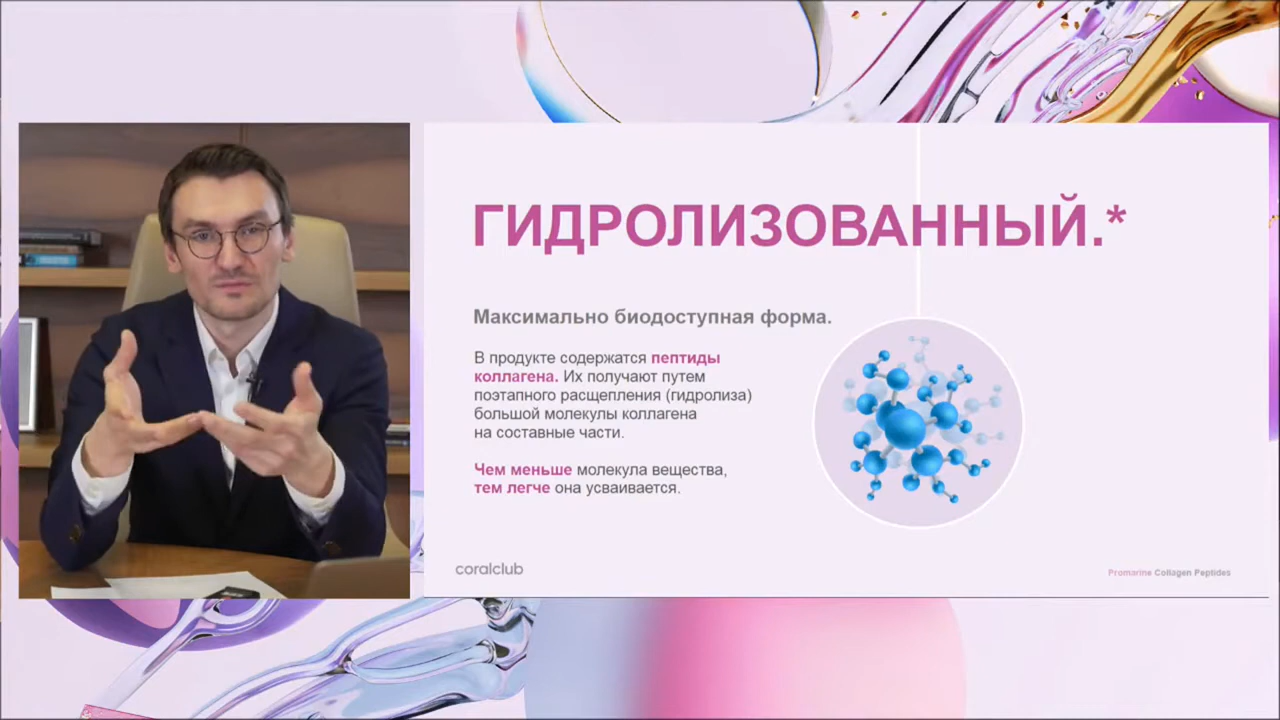 ГИДРОЛИЗОВАННЫЙ.*
Максимально биодоступная форма.
В продукте содержатся пептиды
коллагена. Их получают путем
поэтапного расщепления (гидролиза)
большой молекулы коллагена
на составные части.
Чем меньше молекула вещества,
тем легче она усваивается.
coralclub
Promarine Collagen Peptides